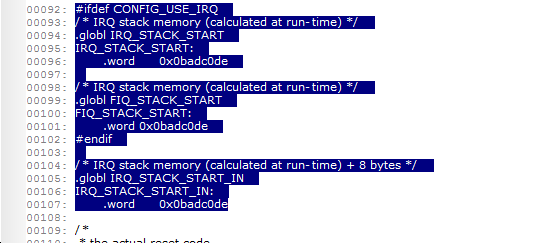 00092: #ifdef CONFIG_USE_IRQ
00093: /* IRQ stack memory (calculated at run-time) */
00094: .globl IRQ_STACK_START
00095: IRQ_STACK_START:
00096: .word 0x0badc0de
00097:
00098: /* IRQ stack memory (calculated at run-time) */
00099: .globl FIQ_STACK_START
00100: FIQ_STACK_START:
00101: .word 0x0badc0de
00102: #endif
00103:
00104: /* IRQ stack memory (calculated at run-time) + 8 bytes */
00105: .globl IRQ_STACK_START_IN
00106: IRQ_STACK_START_IN:
00107: .word 0x0badc0de
00108:
00109: /*
00110: * the actual reset code